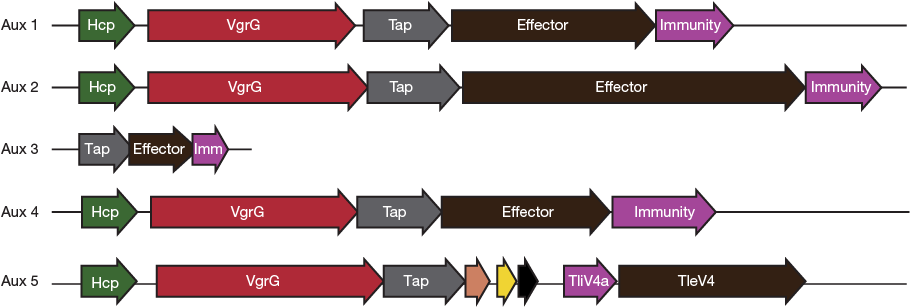 Aux 1 Hcp VgrG Tap Effector Immunity
Aux 2 Hcp VgrG Tap Effector Immunity
Aux 3 Tap Effector Imm
Aux 4 Hcp VgrG Tap Effector Immunity
Aux 5 Hcp VgrG Tap TliV4a TleV4